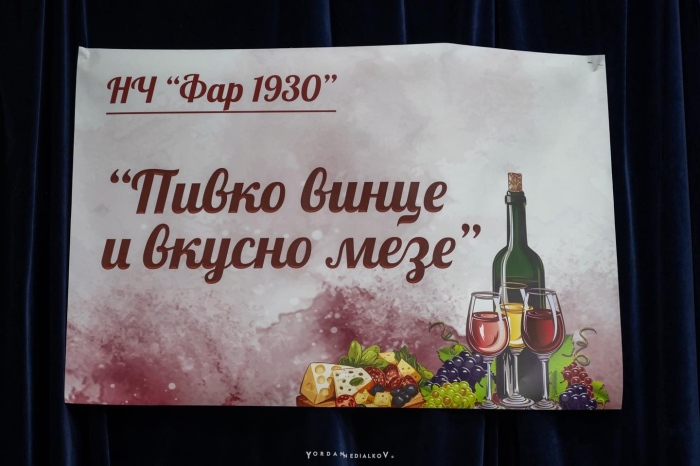 НЧ “Фар 1930”
“Пивко винце
и вкусно мезе”
YORDAN MEDIALKOV